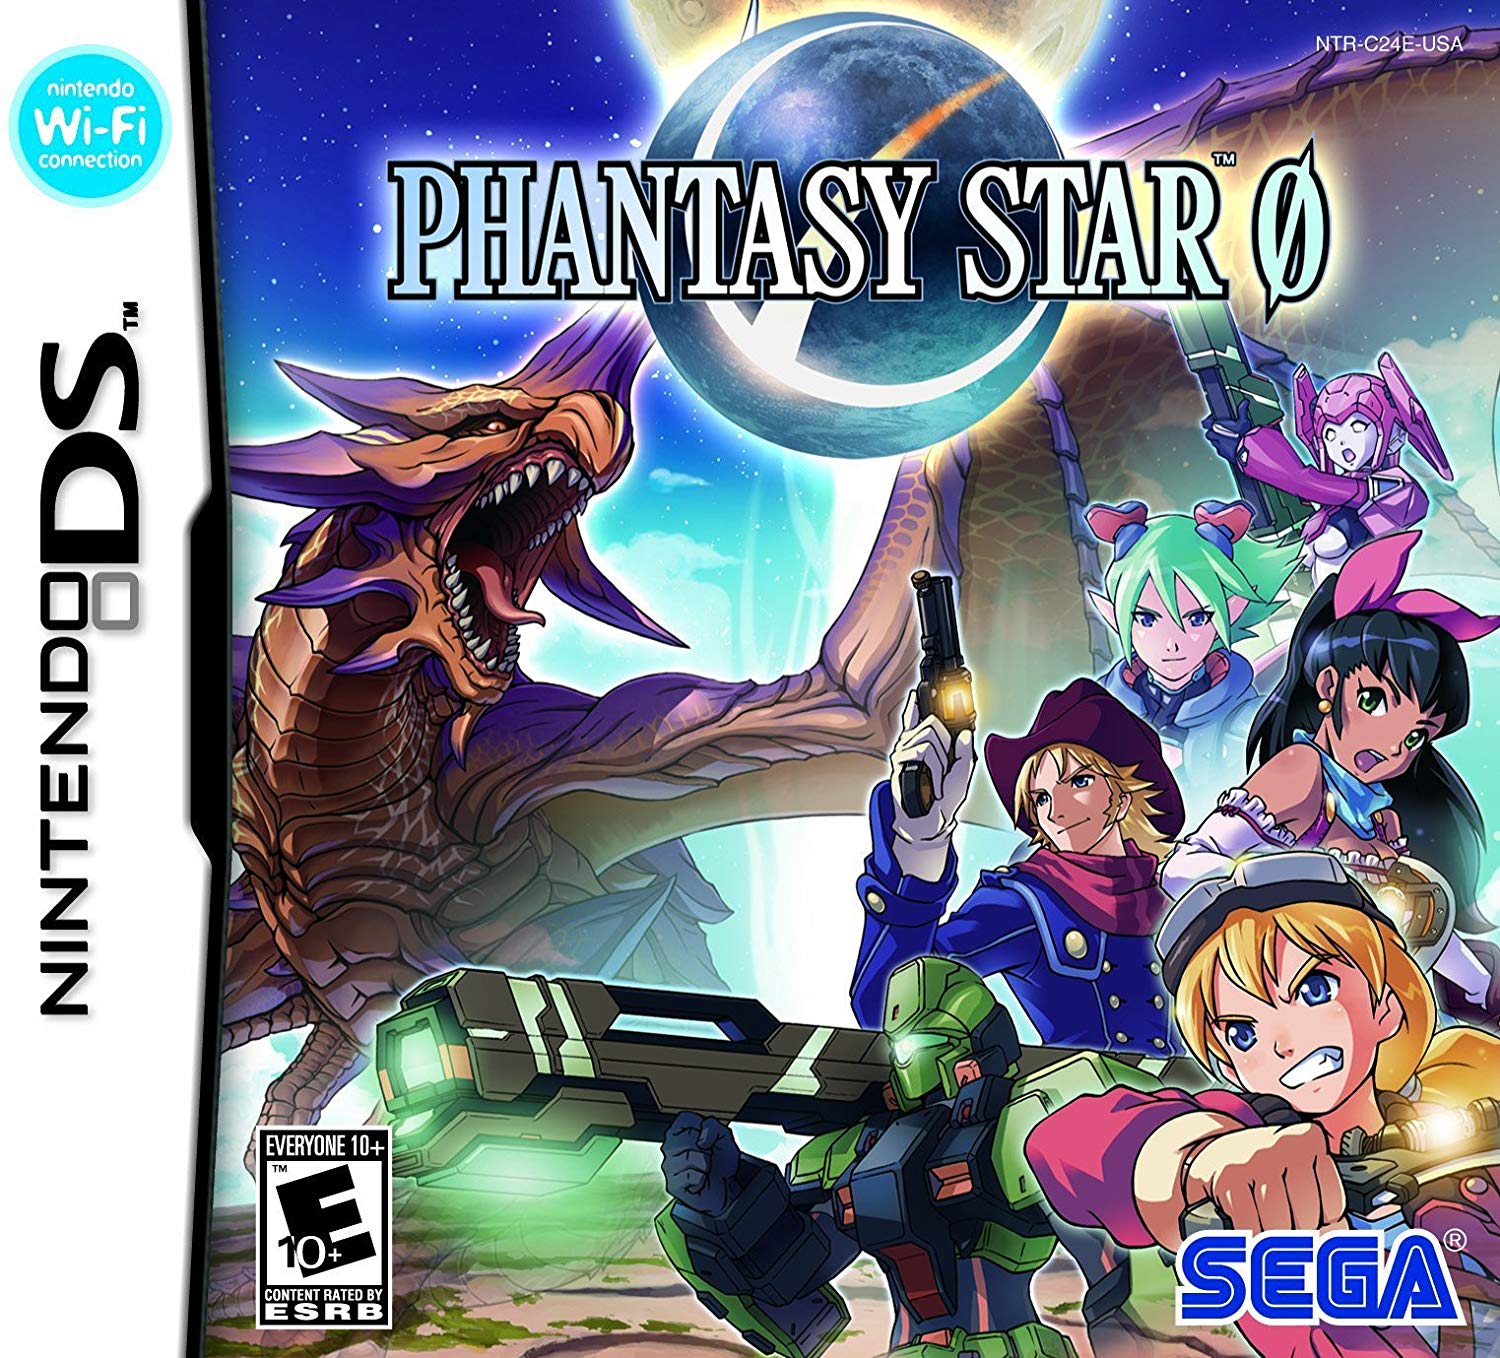 nintendo
Wi-Fi
connection
NINTENDO DS™
NTR-C24E-USA
PHANTASY STAR™ 0
EVERYONE 10+
™
E
10+
CONTENT RATED BY
ESRB
SEGA®